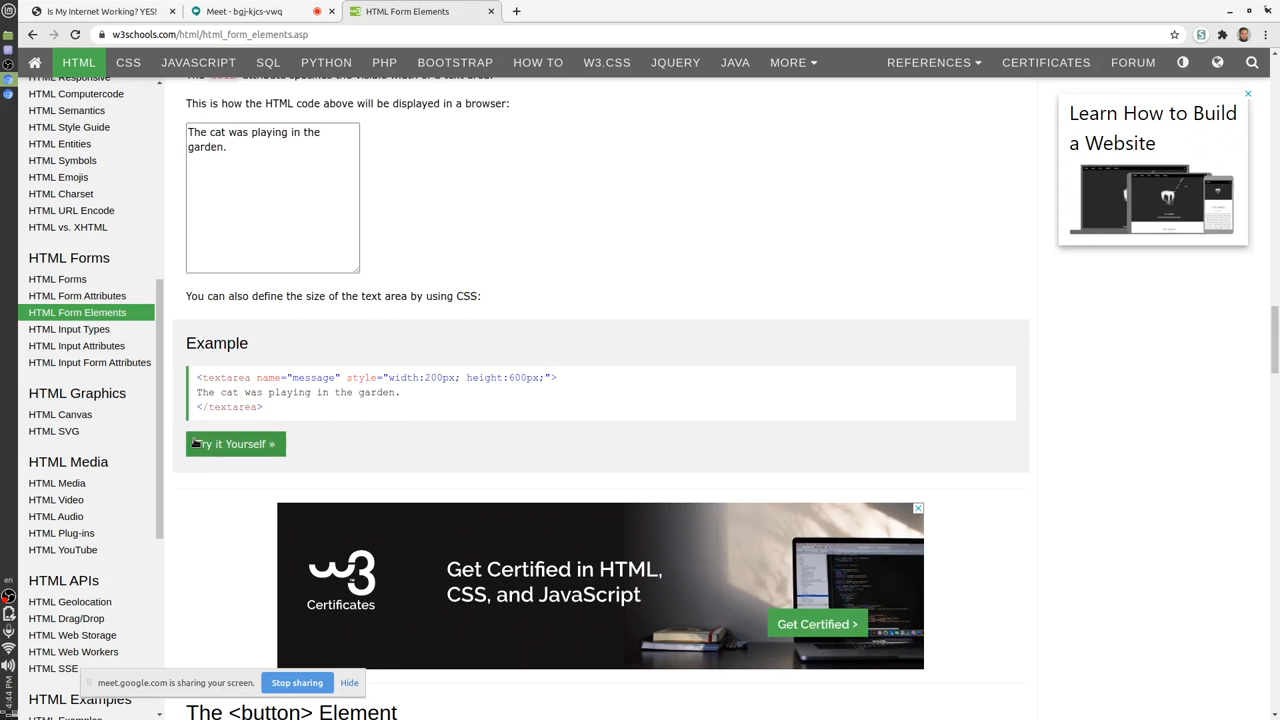 Is My Internet Working? YES!
Meet - bgj-kjcs-vwq
HTML Form Elements
w3schools.com/html/html_form_elements.asp
HTML
CSS
JAVASCRIPT
SQL
PYTHON
PHP
BOOTSTRAP
HOW TO
W3.CSS
JQUERY
JAVA
MORE
REFERENCES
CERTIFICATES
FORUM
HTML Responsive
HTML Computercode
HTML Semantics
HTML Style Guide
HTML Entities
HTML Symbols
HTML Emojis
HTML Charset
HTML URL Encode
HTML vs. XHTML
HTML Forms
HTML Forms
HTML Form Attributes
HTML Form Elements
HTML Input Types
HTML Input Attributes
HTML Input Form Attributes
HTML Graphics
HTML Canvas
HTML SVG
HTML Media
HTML Media
HTML Video
HTML Audio
HTML Plug-ins
HTML YouTube
HTML APIs
HTML Geolocation
HTML Drag/Drop
HTML Web Storage
HTML Web Workers
HTML SSE
HTML Examples
This is how the HTML code above will be displayed in a browser:
The cat was playing in the
garden.
You can also define the size of the text area by using CSS:
Example
<textarea name="message" style="width:200px; height:600px;">
The cat was playing in the garden.
</textarea>
Try it Yourself »
w3
Certificates
Get Certified in HTML,
CSS, and JavaScript
Get Certified >
The <button> Element
Learn How to Build
a Website
meet.google.com is sharing your screen.
Stop sharing
Hide
en
4:44 PM